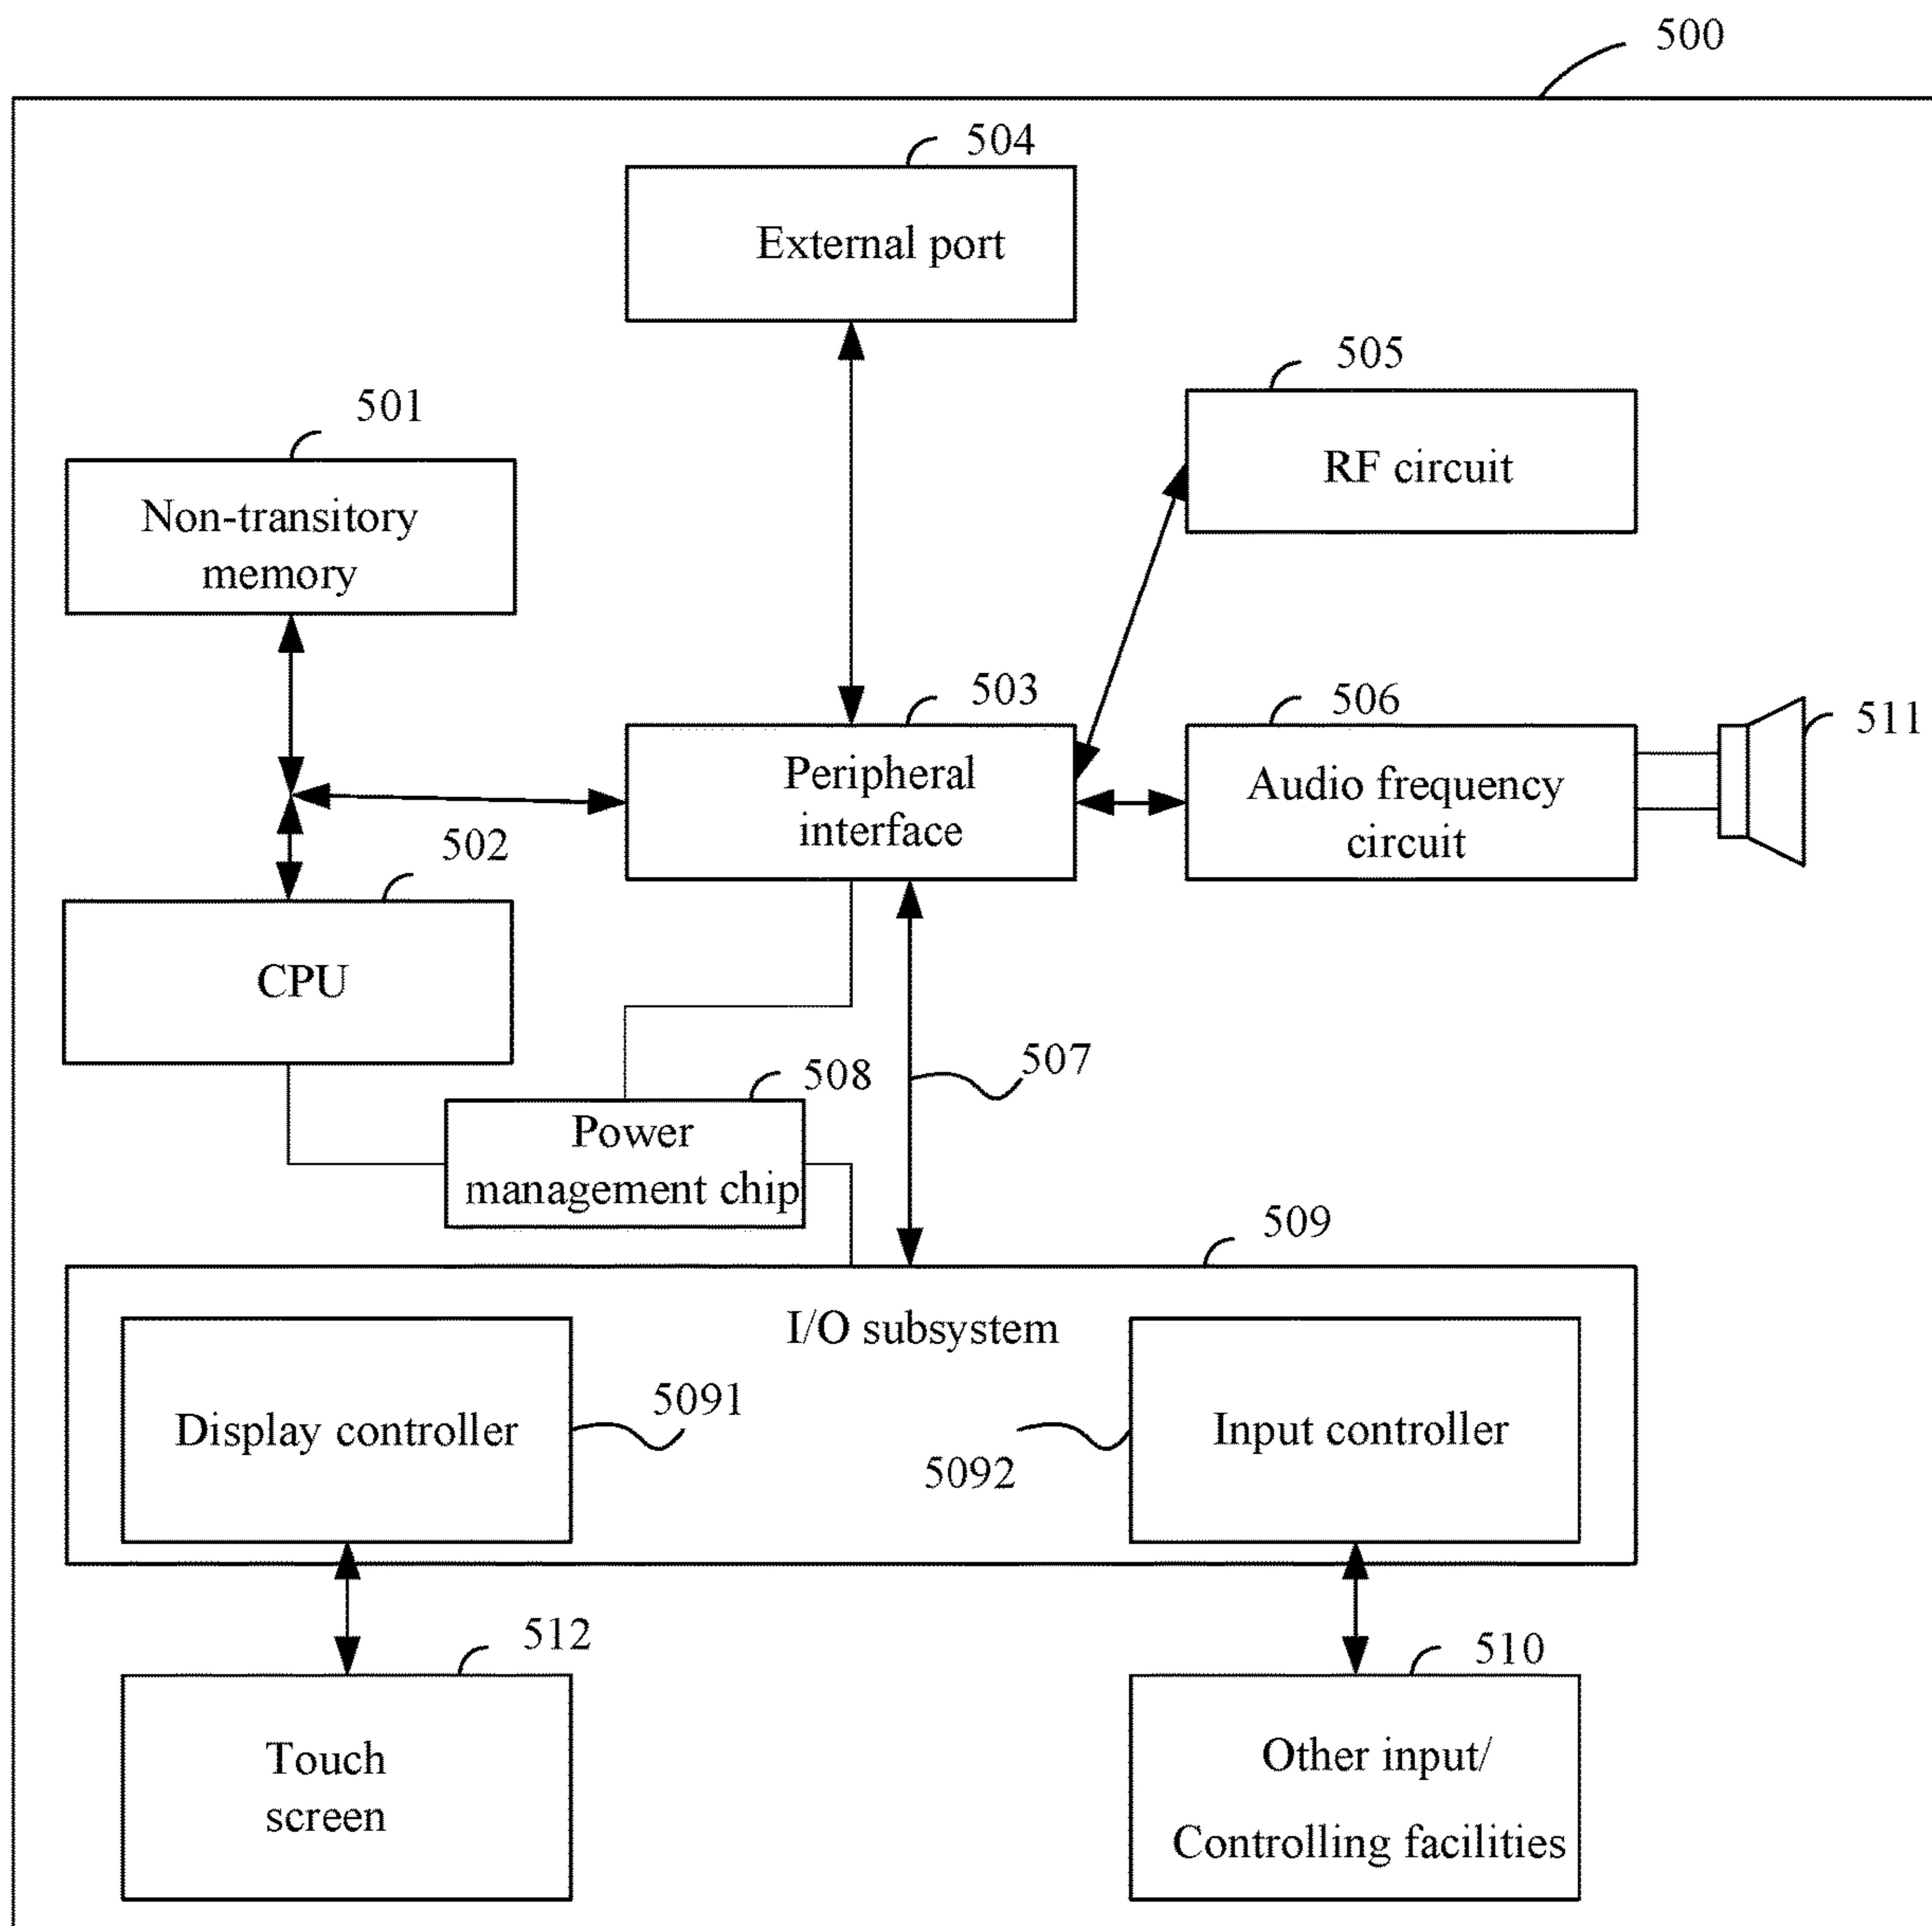 500
504
External port
505
RF circuit
501
Non-transitory
memory
503
Peripheral
interface
506
Audio frequency
circuit
511
502
CPU
507
508
Power
management chip
509
I/O subsystem
Display controller
5091
5092
Input controller
512
Touch
screen
510
Other input/
Controlling facilities